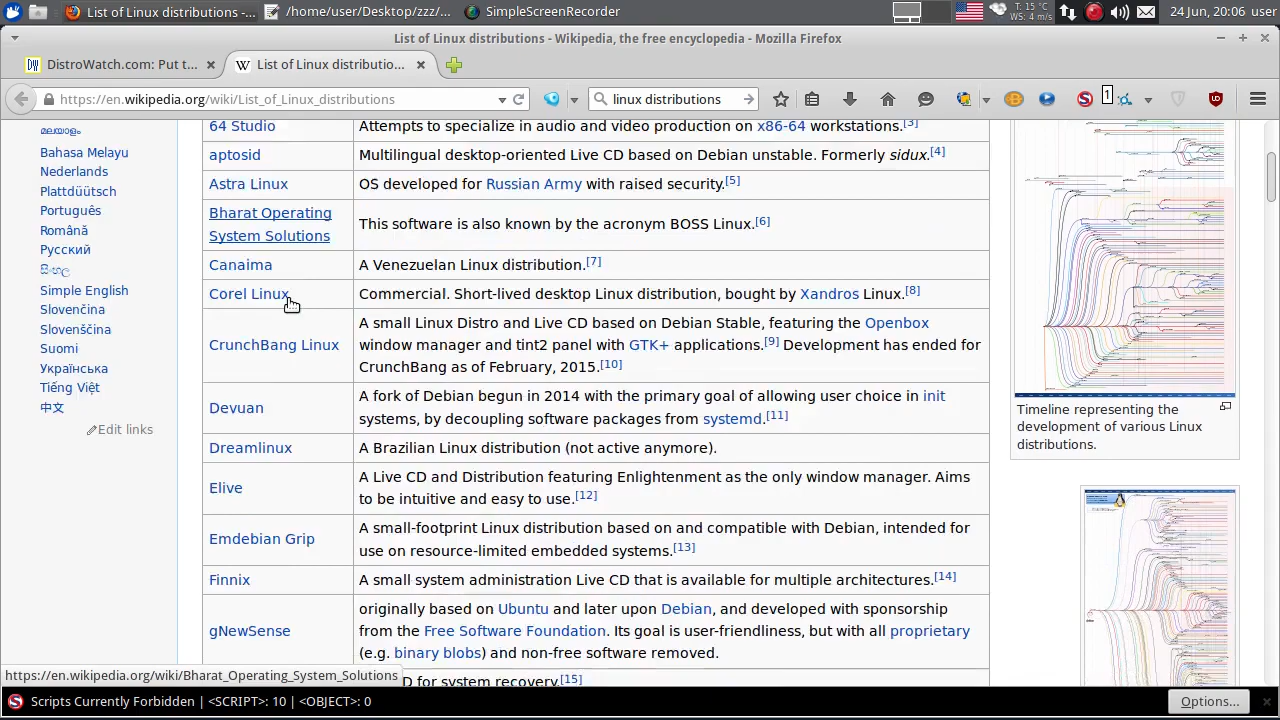 List of Linux distributions -...
/home/user/Desktop/zzz/...
SimpleScreenRecorder
T: 15 °C
WS: 4 m/s
24 Jun, 20:06 user
List of Linux distributions - Wikipedia, the free encyclopedia - Mozilla Firefox
DistroWatch.com: Put t...
W List of Linux distributio...
https://en.wikipedia.org/wiki/List_of_Linux_distributions
linux distributions
1
മലയാളം
Bahasa Melayu
Nederlands
Plattdüütsch
Português
Română
Русский
සිංහල
Simple English
Slovenčina
Slovenščina
Suomi
Українська
Tiếng Việt
中文
Edit links
64 Studio Attempts to specialize in audio and video production on x86-64 workstations.[3]
aptosid Multilingual desktop-oriented Live CD based on Debian unstable. Formerly sidux.[4]
Astra Linux OS developed for Russian Army with raised security.[5]
Bharat Operating
System Solutions
This software is also known by the acronym BOSS Linux.[6]
Canaima A Venezuelan Linux distribution.[7]
Corel Linux Commercial. Short-lived desktop Linux distribution, bought by Xandros Linux.[8]
CrunchBang Linux
A small Linux Distro and Live CD based on Debian Stable, featuring the Openbox
window manager and tint2 panel with GTK+ applications.[9] Development has ended for
CrunchBang as of February, 2015.[10]
Devuan
A fork of Debian begun in 2014 with the primary goal of allowing user choice in init
systems, by decoupling software packages from systemd.[11]
Dreamlinux A Brazilian Linux distribution (not active anymore).
Elive
A Live CD and Distribution featuring Enlightenment as the only window manager. Aims
to be intuitive and easy to use.[12]
Emdebian Grip
A small-footprint Linux distribution based on and compatible with Debian, intended for
use on resource-limited embedded systems.[13]
Finnix A small system administration Live CD that is available for multiple architectures.[14]
gNewSense
originally based on Ubuntu and later upon Debian, and developed with sponsorship
from the Free Software Foundation. Its goal is user-friendliness, but with all proprietary
(e.g. binary blobs) and non-free software removed.
D for system recovery.[15]
Timeline representing the
development of various Linux
distributions.
https://en.wikipedia.org/wiki/Bharat_Operating_System_Solutions
Scripts Currently Forbidden | <SCRIPT>: 10 | <OBJECT>: 0
Options...